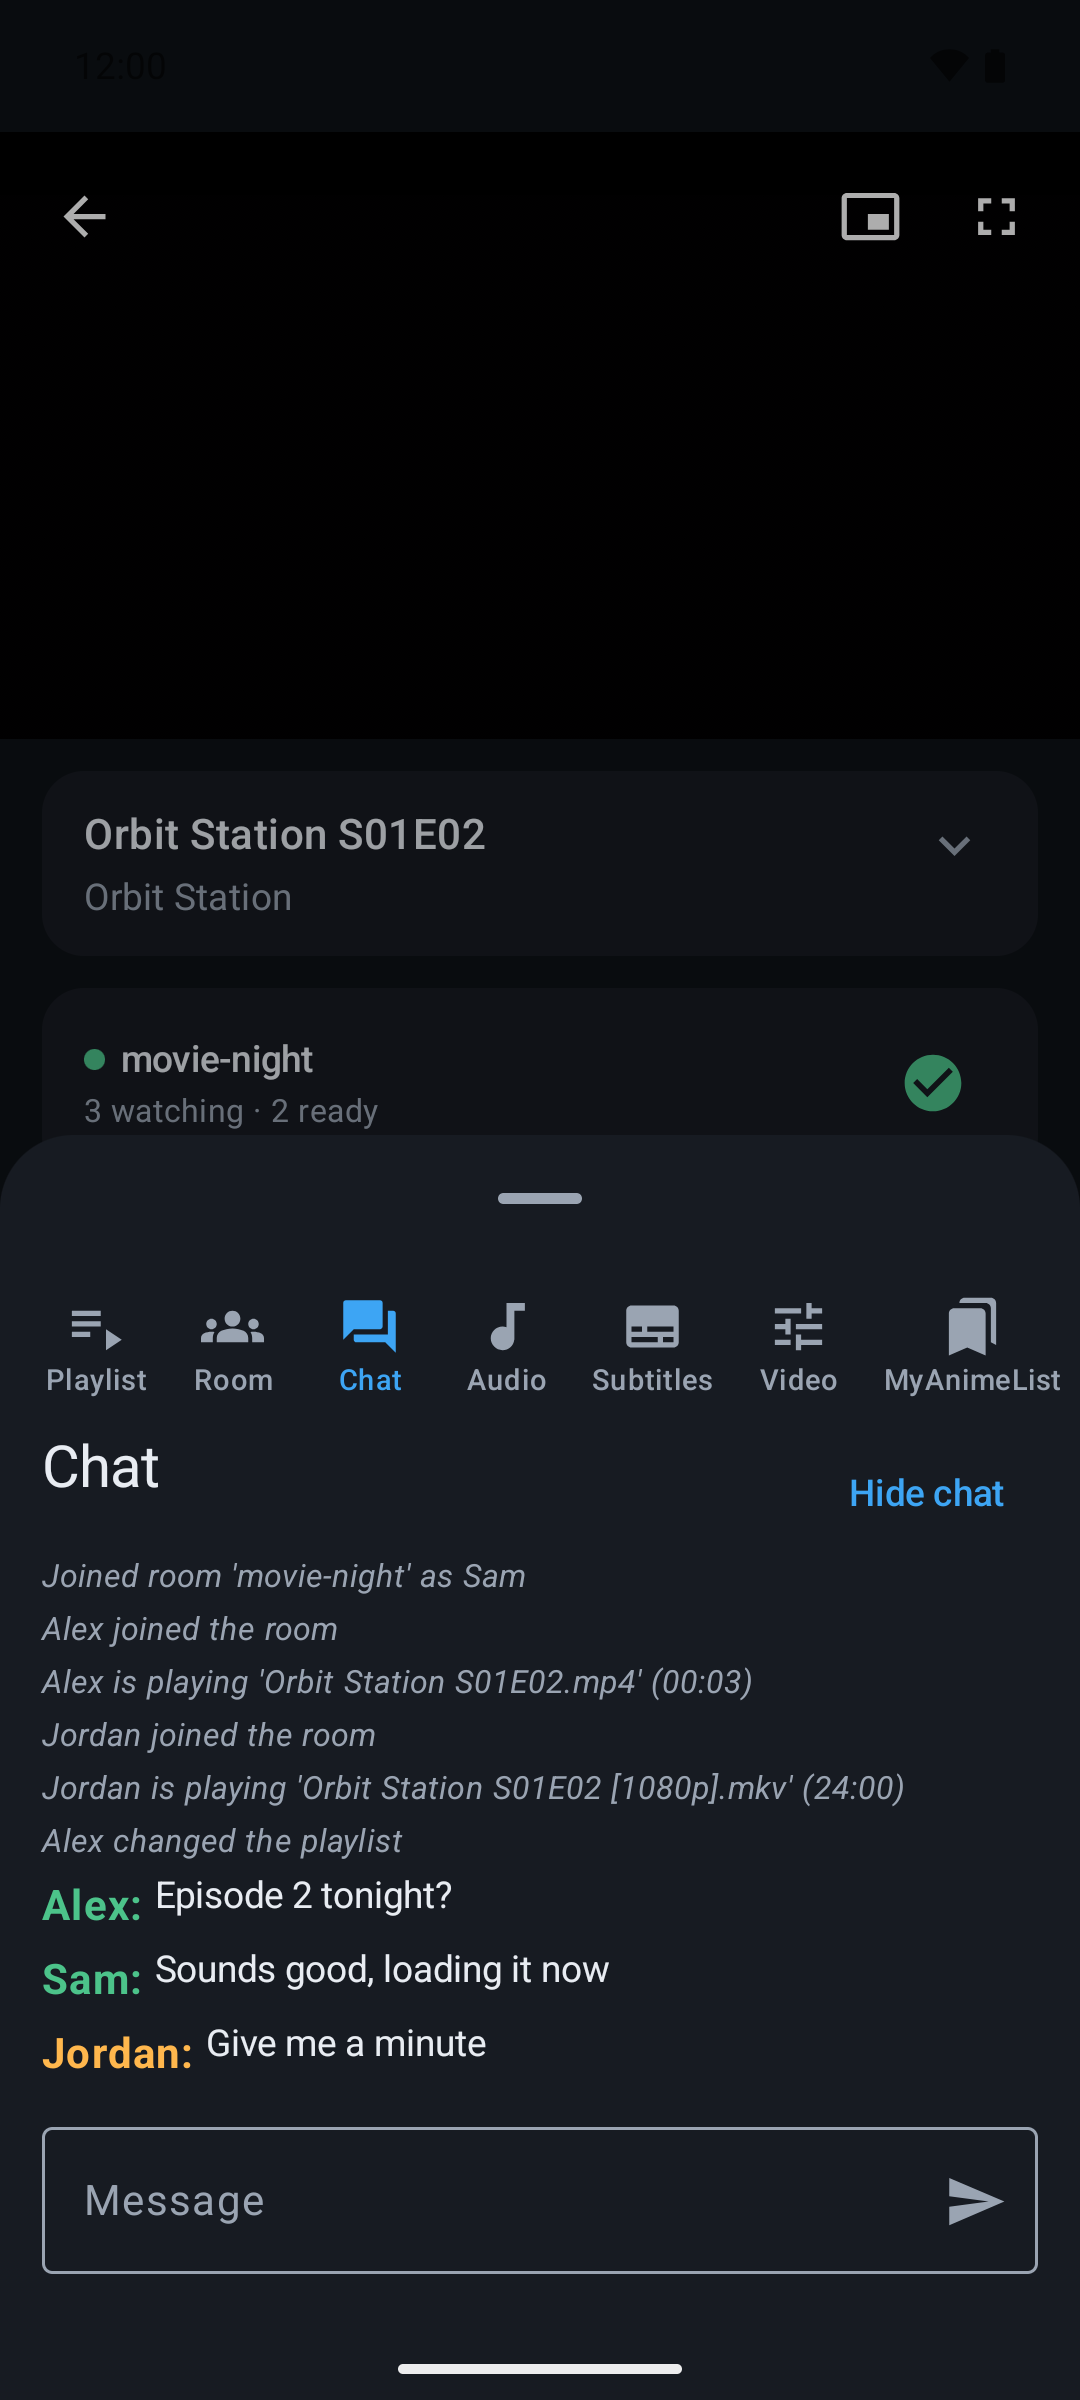 12:00
Orbit Station S01E02
Orbit Station
movie-night
3 watching · 2 ready
Playlist Room Chat Audio Subtitles Video MyAnimeList
Chat
Hide chat
Joined room 'movie-night' as Sam
Alex joined the room
Alex is playing 'Orbit Station S01E02.mp4' (00:03)
Jordan joined the room
Jordan is playing 'Orbit Station S01E02 [1080p].mkv' (24:00)
Alex changed the playlist
Alex: Episode 2 tonight?
Sam: Sounds good, loading it now
Jordan: Give me a minute
Message